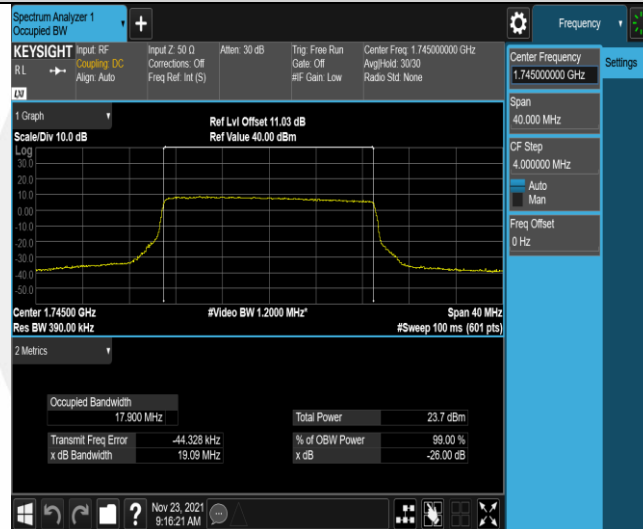 Spectrum Analyzer 1
Occupied BW
+
Frequency
KEYSIGHT
RL
LXI
Input: RF
Coupling: DC
Align: Auto
Input Z: 50 Ω
Corrections: Off
Freq Ref: Int (S)
Atten: 30 dB
Trig: Free Run
Gate: Off
#IF Gain: Low
Center Freq: 1.745000000 GHz
Avg|Hold: 30/30
Radio Std: None
Center Frequency
1.745000000 GHz
Settings
Span
40.000 MHz
CF Step
4.000000 MHz
Auto
Man
Freq Offset
0 Hz
1 Graph
Scale/Div 10.0 dB
Ref Lvl Offset 11.03 dB
Ref Value 40.00 dBm
Log
30.0
20.0
10.0
0.00
-10.0
-20.0
-30.0
-40.0
-50.0
Center 1.74500 GHz
Res BW 390.00 kHz
#Video BW 1.2000 MHz*
Span 40 MHz
#Sweep 100 ms (601 pts)
2 Metrics
Occupied Bandwidth
17.900 MHz
Total Power 23.7 dBm
Transmit Freq Error -44.328 kHz
% of OBW Power 99.00 %
x dB Bandwidth 19.09 MHz
x dB -26.00 dB
?
Nov 23, 2021
9:16:21 AM